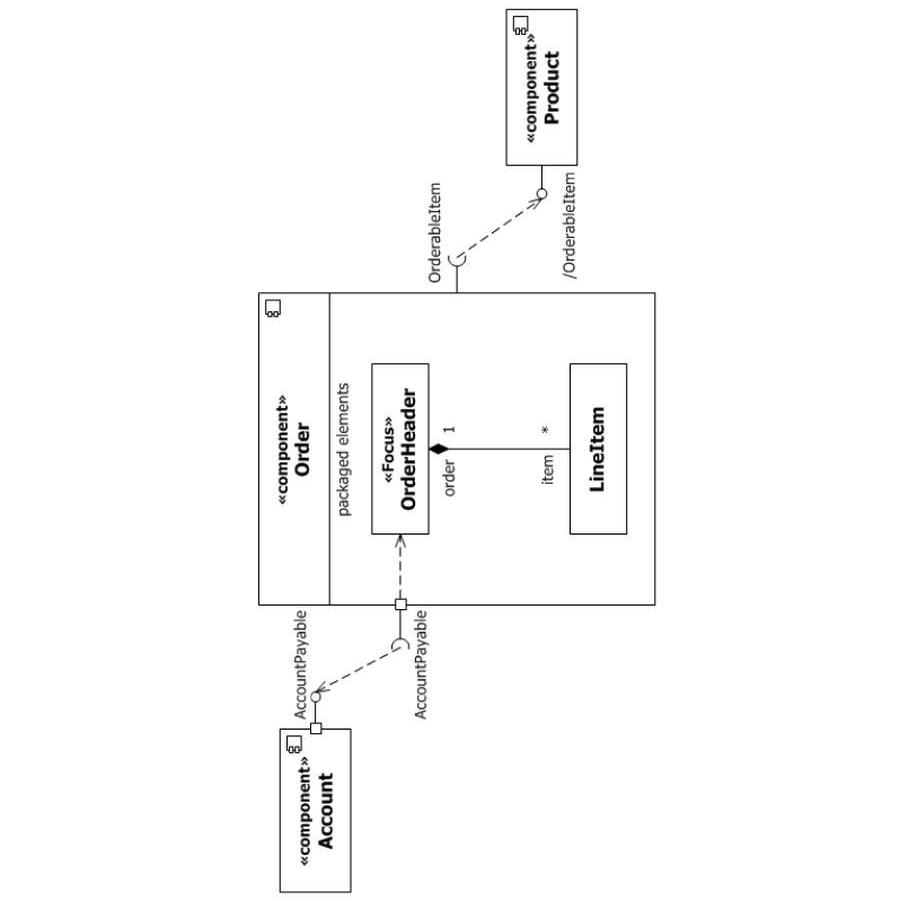 «component»
Account
AccountPayable
AccountPayable
«component»
Order
packaged elements
«Focus»
OrderHeader
order
1
item
*
LineItem
OrderableItem
/OrderableItem
«component»
Product